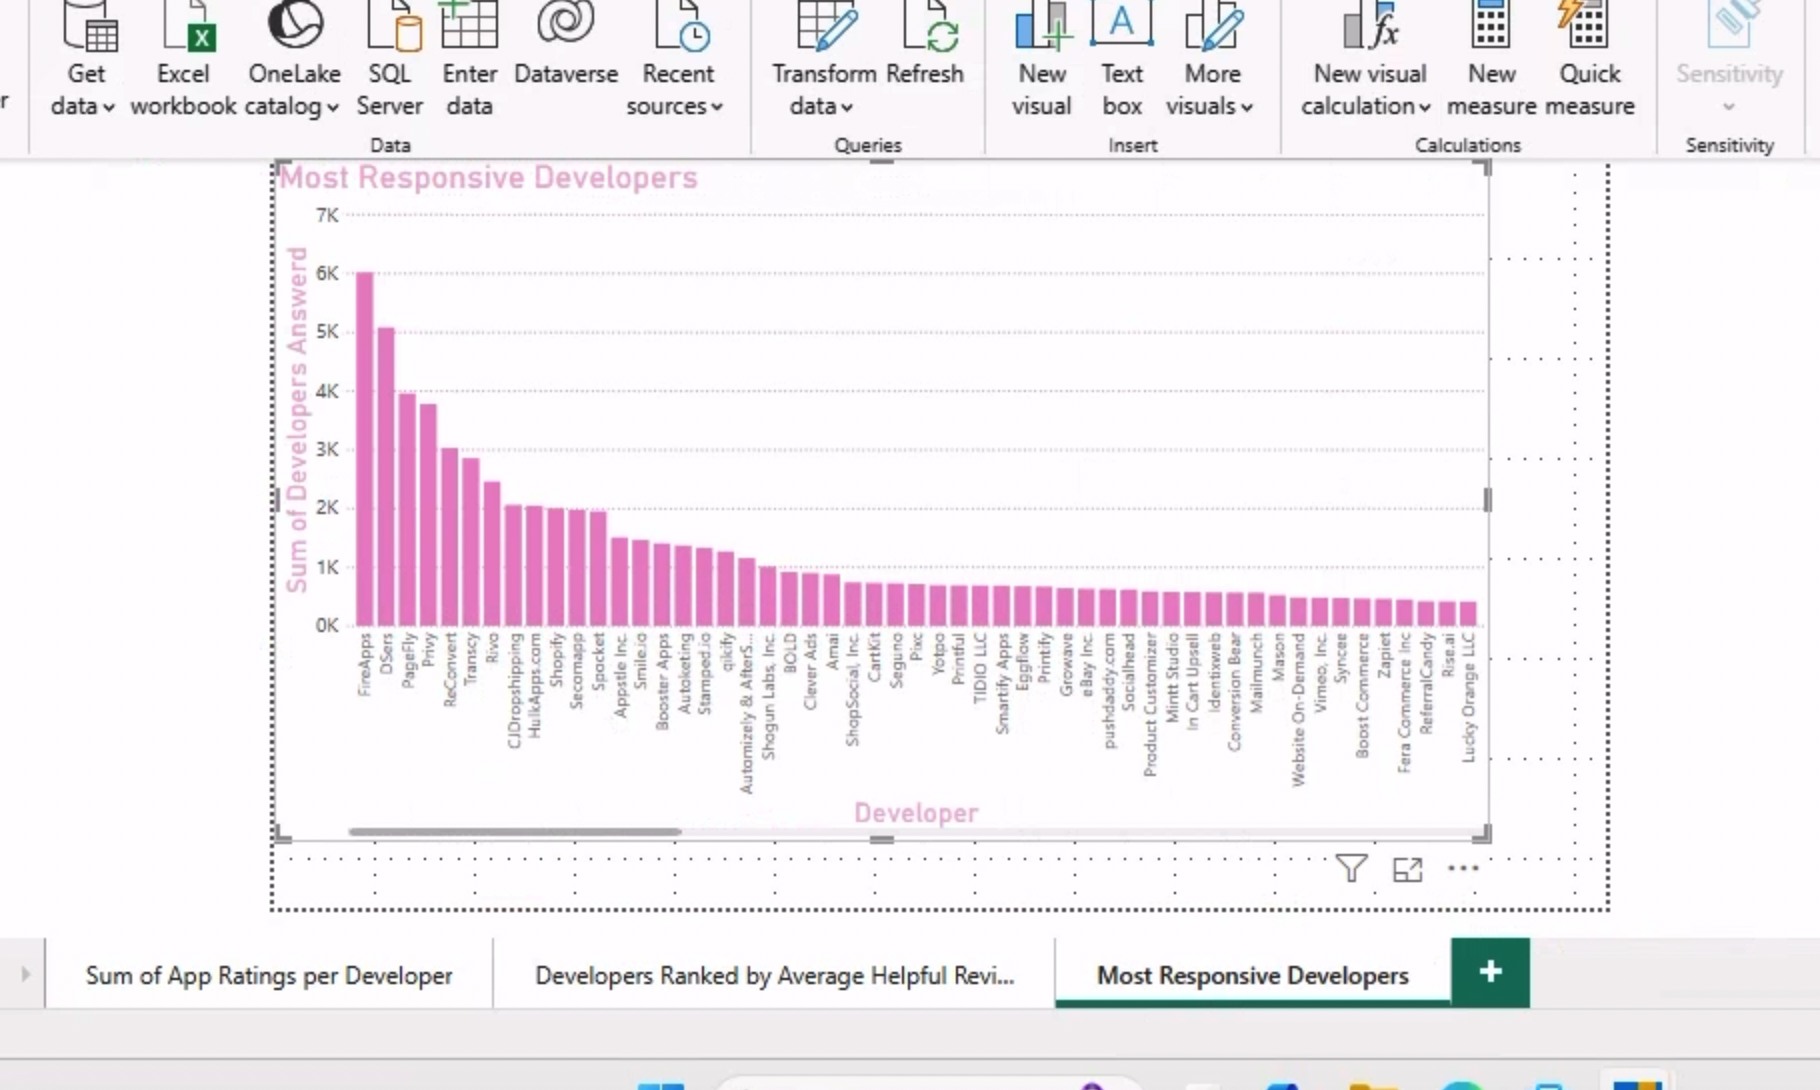 r
Get data
Excel workbook
OneLake catalog
SQL Server
Enter data
Dataverse
Recent sources
Transform data
Refresh
New visual
Text box
More visuals
New visual calculation
New measure
Quick measure
Sensitivity
Data
Queries
Insert
Calculations
Sensitivity
Most Responsive Developers
Sum of Developers Answerd
7K
6K
5K
4K
3K
2K
1K
0K
FireApps
DSers
PageFly
Privy
ReConvert
Transcy
Rivo
CJDropshipping
HulkApps.com
Shopify
Secomapp
Spocket
Appstle Inc.
Smile.io
Booster Apps
Autoketing
Stamped.io
qikify
Automizely & AfterS...
Shogun Labs, Inc.
BOLD
Clever Ads
Amai
ShopSocial, Inc.
CartKit
Seguno
Pixc
Yotpo
Printful
TIDIO LLC
Smartify Apps
Eggflow
Printify
Growave
eBay Inc.
pushdaddy.com
Socialhead
Product Customizer
Mintt Studio
In Cart Upsell
Identixweb
Conversion Bear
Mailmunch
Mason
Website On-Demand
Vimeo, Inc.
Syncee
Boost Commerce
Zapiet
Fera Commerce Inc
ReferralCandy
Rise.ai
Lucky Orange LLC
Developer
Sum of App Ratings per Developer
Developers Ranked by Average Helpful Revi...
Most Responsive Developers